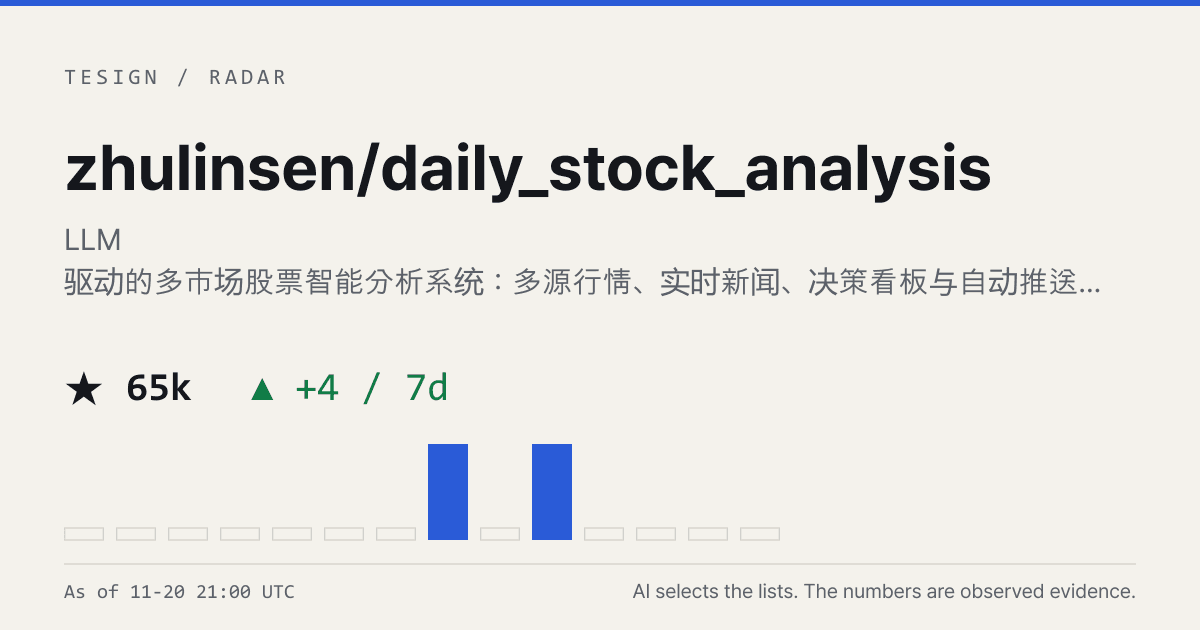 TESIGN / RADAR
zhulinsen/daily_stock_analysis
LLM
驱动的多市场股票智能分析系统：多源行情、实时新闻、决策看板与自动推送…
★ 65k ▲ +4 / 7d
As of 11-20 21:00 UTC
AI selects the lists. The numbers are observed evidence.